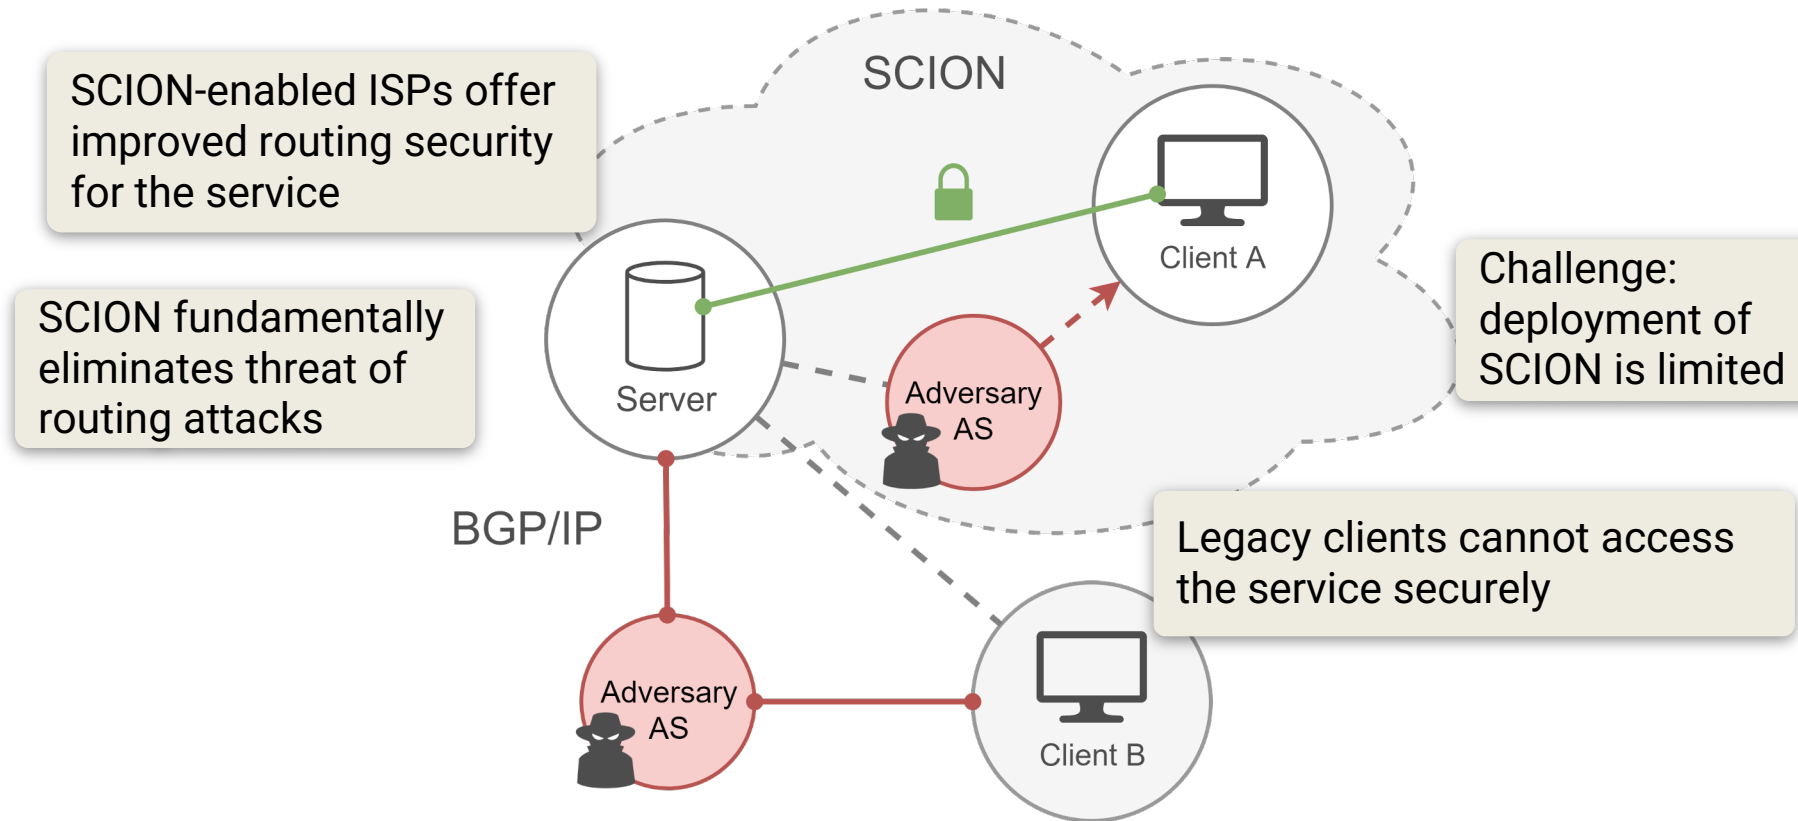 SCION
SCION-enabled ISPs offer
improved routing security
for the service
Client A
SCION fundamentally
eliminates threat of
routing attacks
Server
Adversary
AS
Challenge:
deployment of
SCION is limited
BGP/IP
Legacy clients cannot access
the service securely
Adversary
AS
Client B